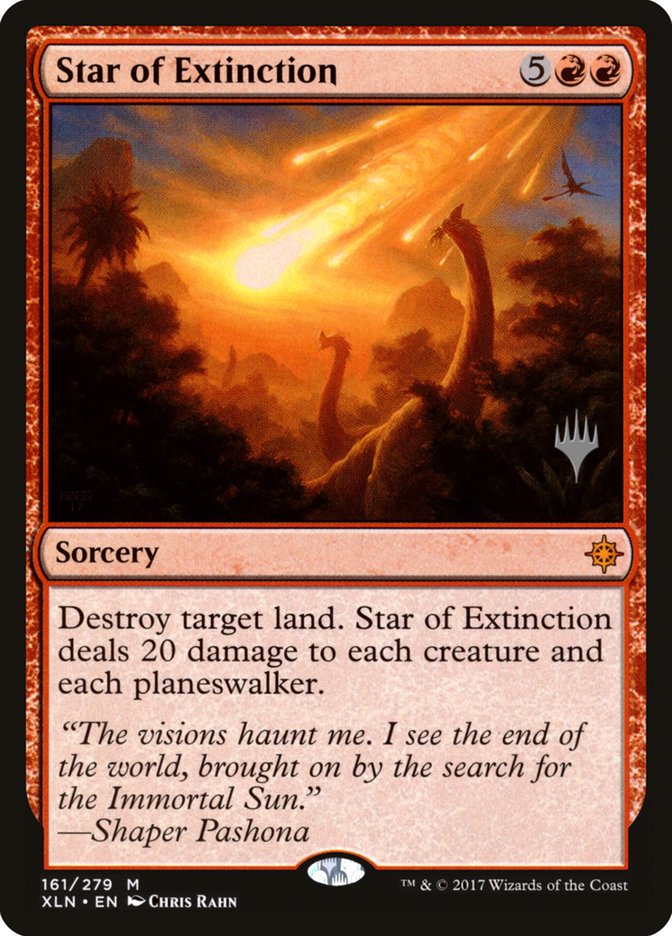 Star of Extinction 5
Sorcery
Destroy target land. Star of Extinction
deals 20 damage to each creature and
each planeswalker.
“The visions haunt me. I see the end of
the world, brought on by the search for
the Immortal Sun.”
—Shaper Pashona
161/279 M
XLN • EN Chris Rahn
™ & © 2017 Wizards of the Coast